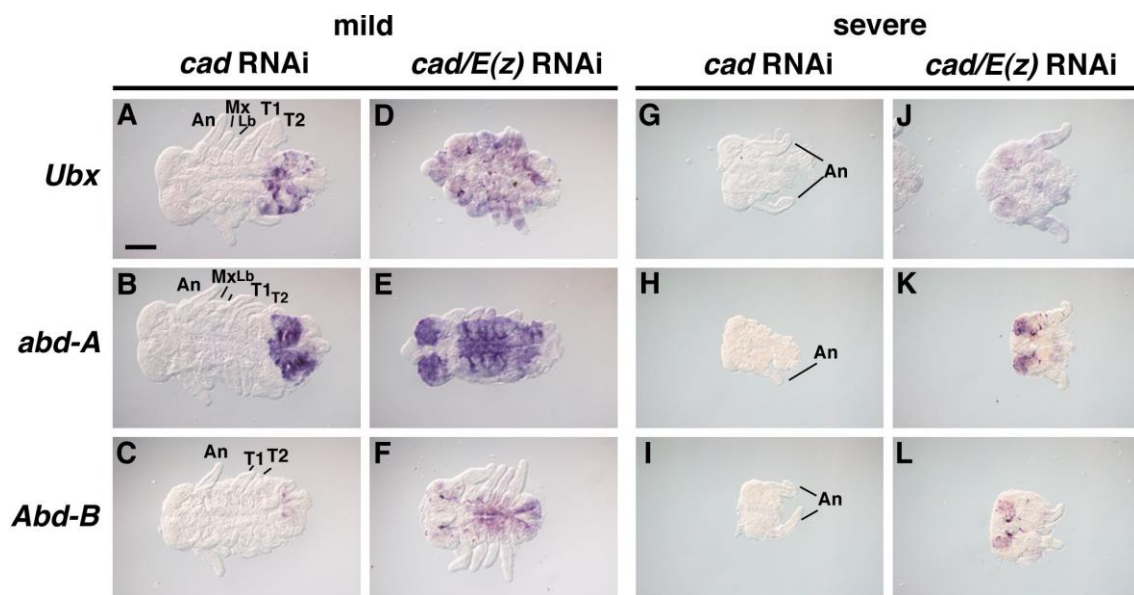 mild severe
cad RNAi cad/E(z) RNAi cad RNAi cad/E(z) RNAi
Ubx
A An Mx Lb T1 T2
D
G An
J
abd-A
B An Mx Lb T1 T2
E
H An
K
Abd-B
C An T1 T2
F
I An
L